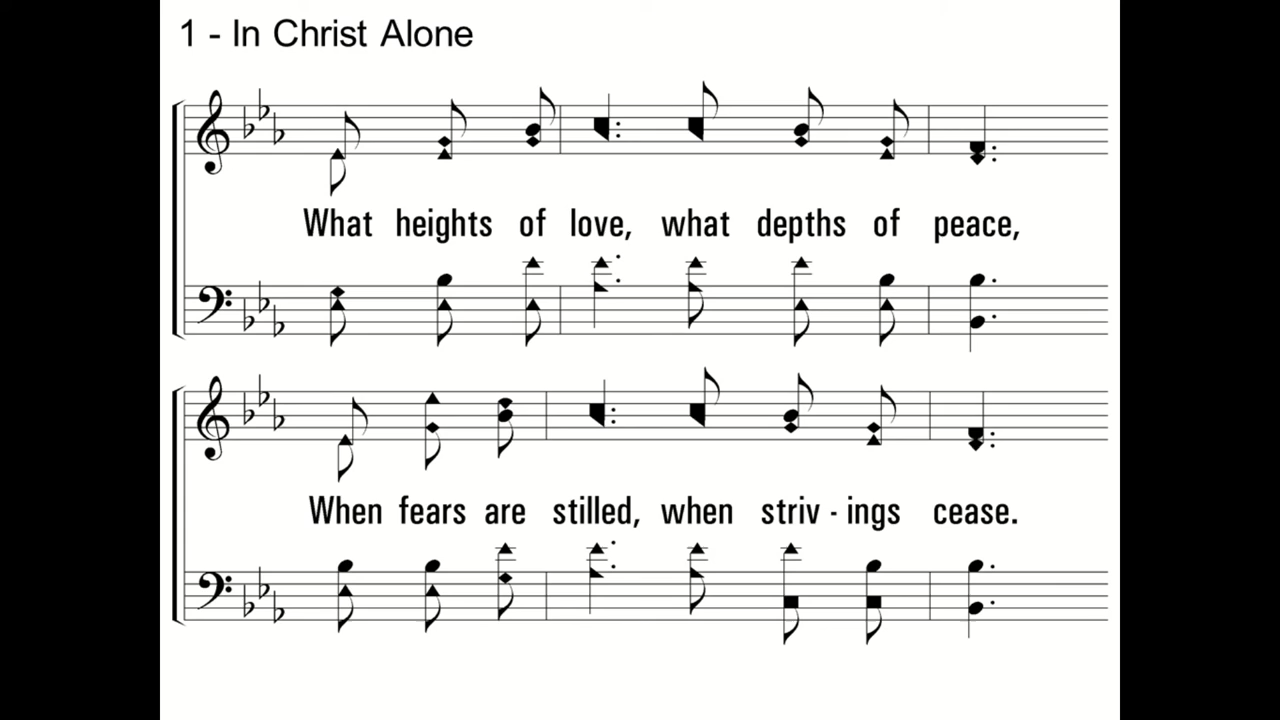 1 - In Christ Alone
What heights of love, what depths of peace,
When fears are stilled, when striv - ings cease.